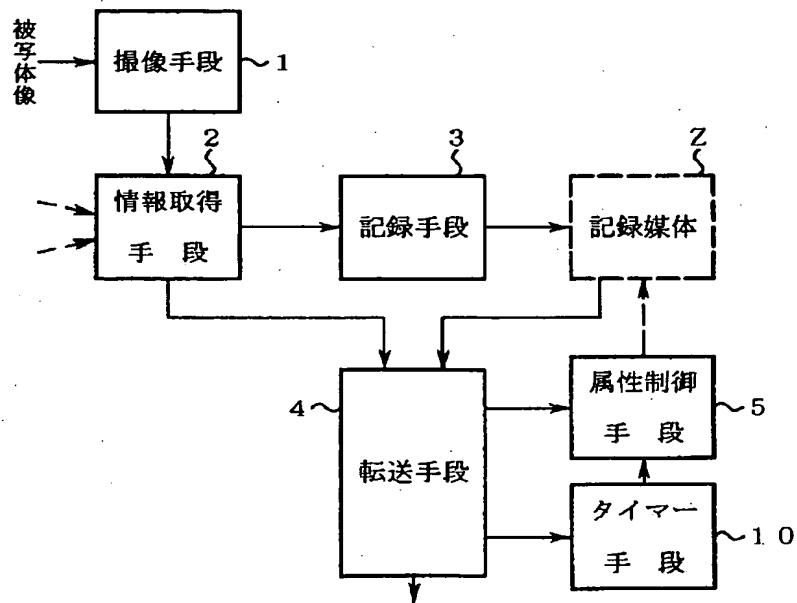 被写体像
撮像手段
1
2
情報取得
手段
3
記録手段
Z
記録媒体
4
転送手段
属性制御
手段
5
タイマー
手段
10